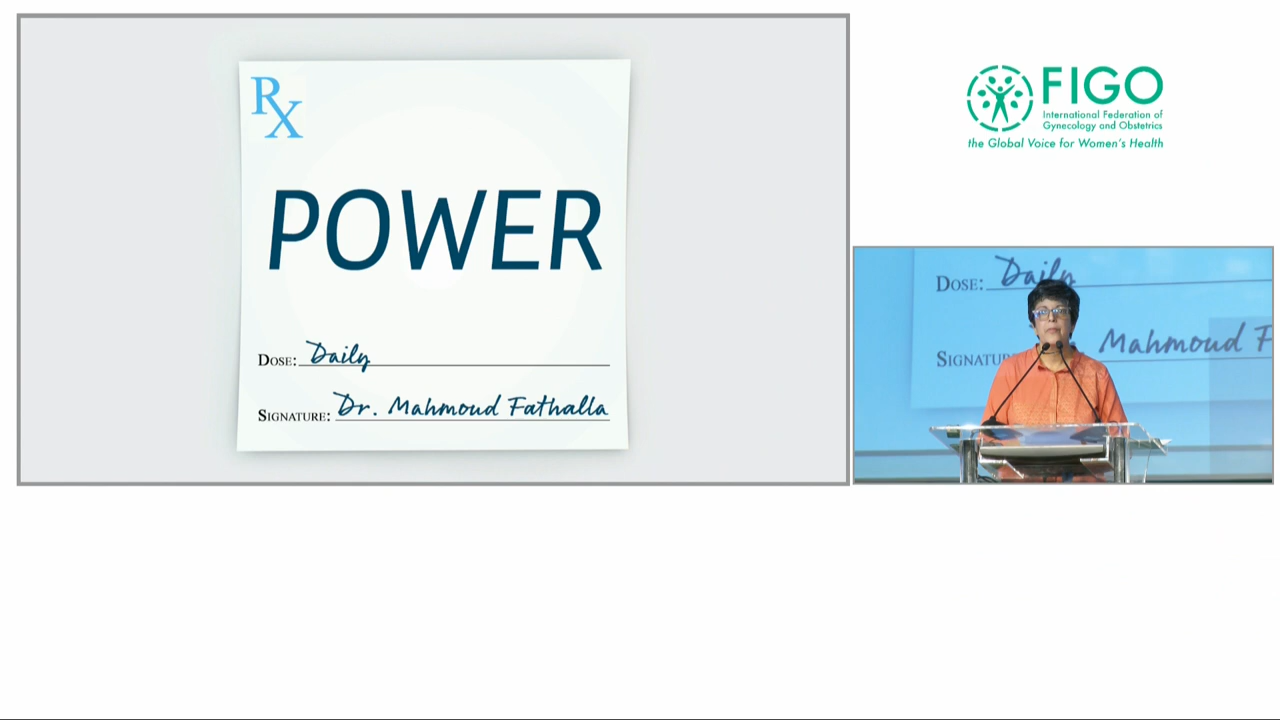 RX
POWER
DOSE: Daily
SIGNATURE: Dr. Mahmoud Fathalla
FIGO
International Federation of
Gynecology and Obstetrics
the Global Voice for Women's Health
DOSE: Daily
SIGNATU Mahmoud F